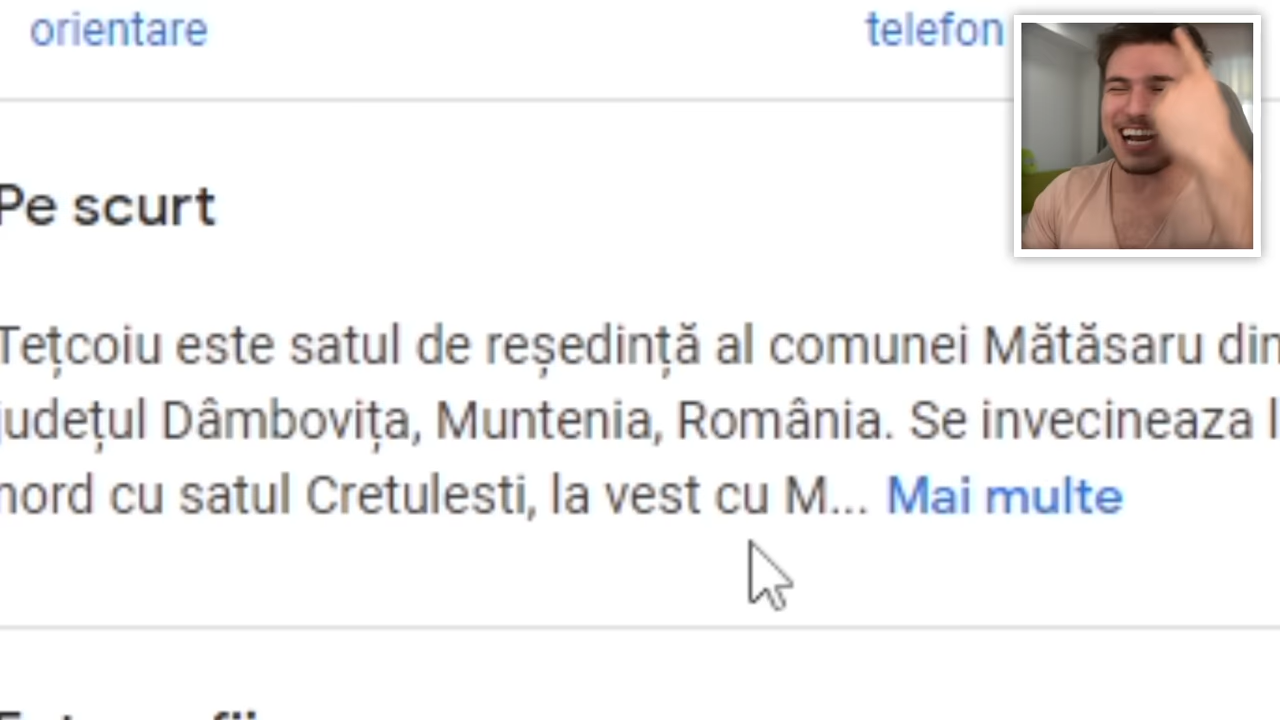 orientare telefon
Pe scurt
Tețcoiu este satul de reședință al comunei Mătăsaru din
județul Dâmbovița, Muntenia, România. Se invecineaza l
nord cu satul Cretulesti, la vest cu M... Mai multe